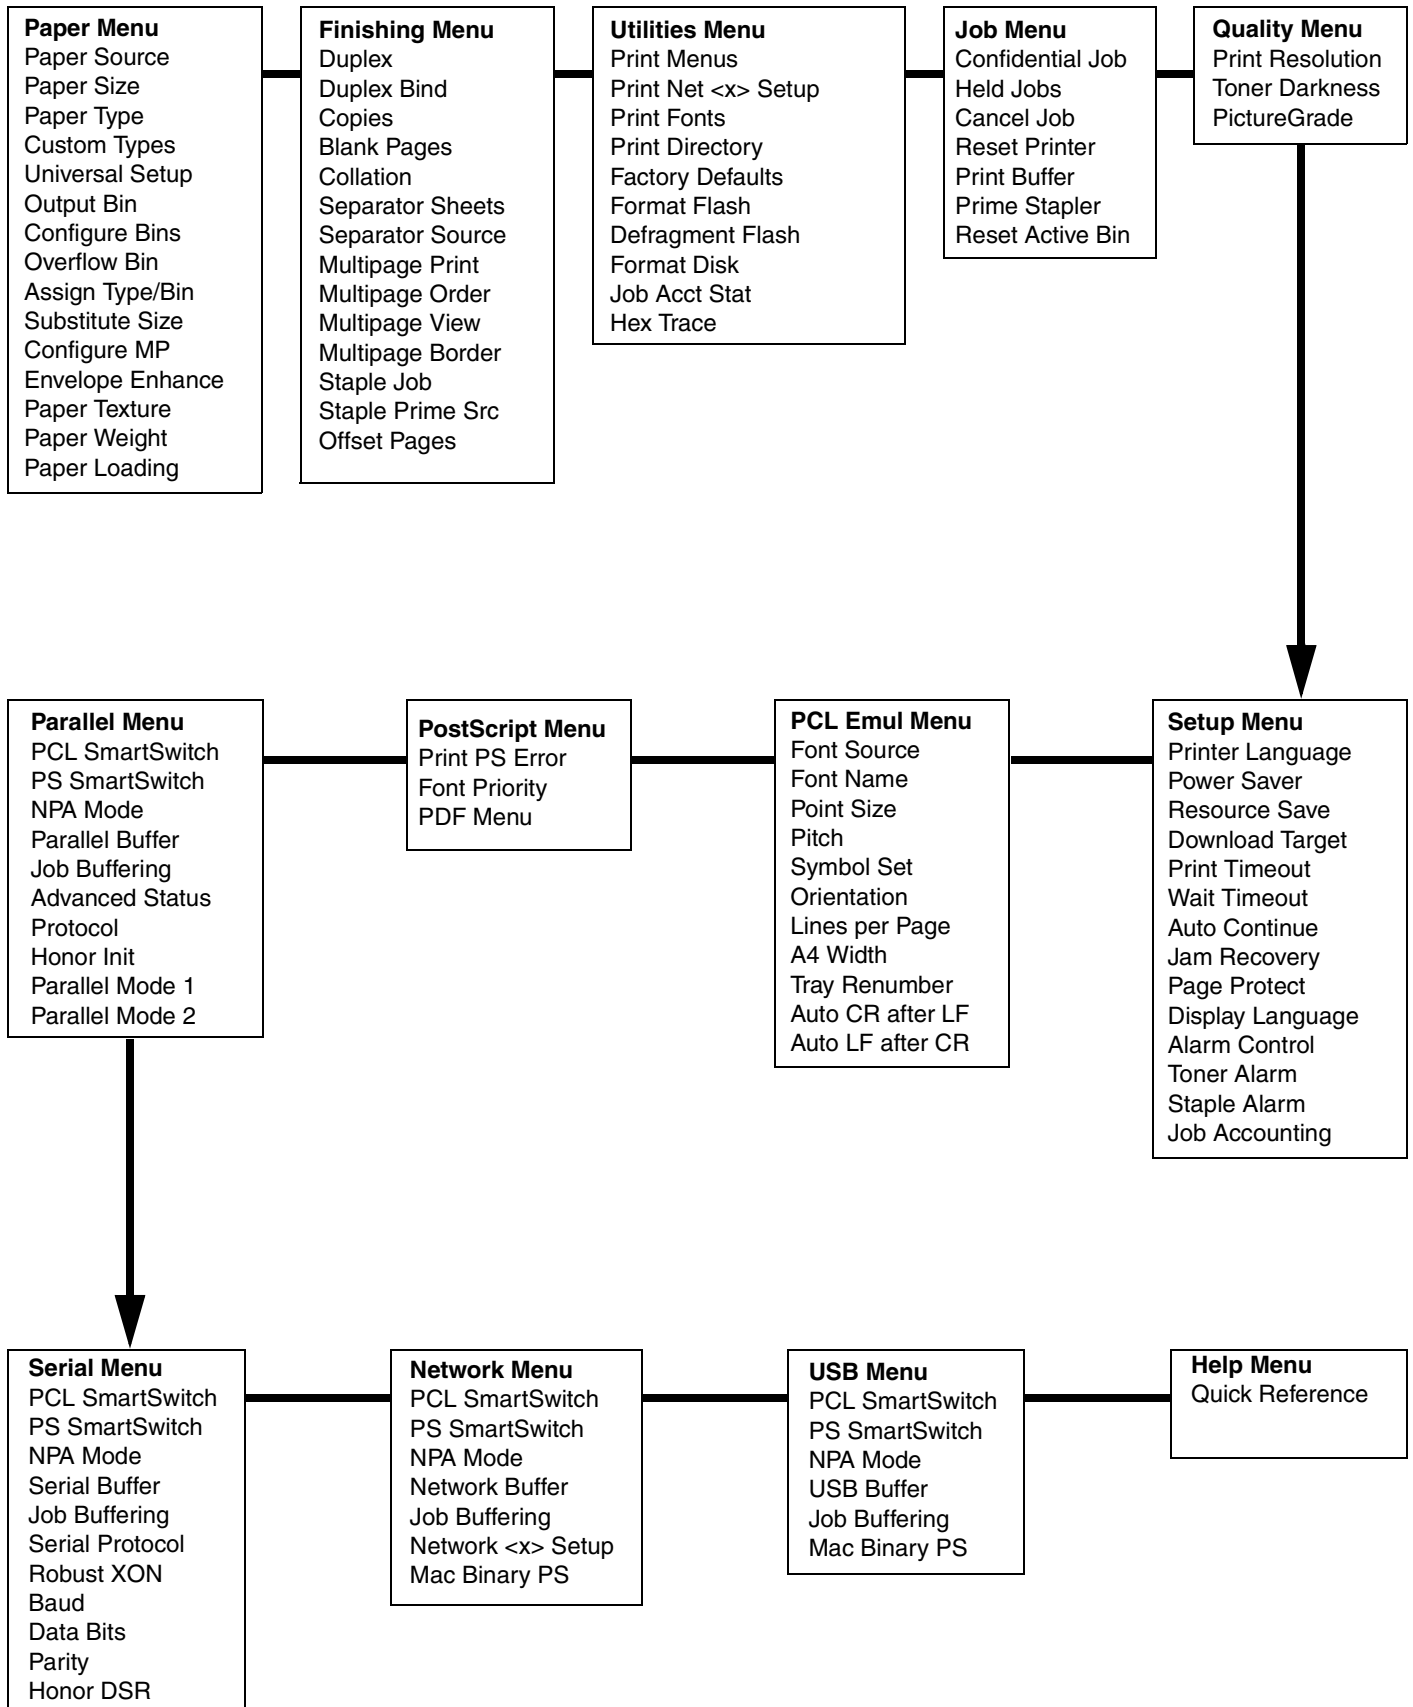 Paper Menu
Paper Source
Paper Size
Paper Type
Custom Types
Universal Setup
Output Bin
Configure Bins
Overflow Bin
Assign Type/Bin
Substitute Size
Configure MP
Envelope Enhance
Paper Texture
Paper Weight
Paper Loading
Finishing Menu
Duplex
Duplex Bind
Copies
Blank Pages
Collation
Separator Sheets
Separator Source
Multipage Print
Multipage Order
Multipage View
Multipage Border
Staple Job
Staple Prime Src
Offset Pages
Utilities Menu
Print Menus
Print Net <x> Setup
Print Fonts
Print Directory
Factory Defaults
Format Flash
Defragment Flash
Format Disk
Job Acct Stat
Hex Trace
Job Menu
Confidential Job
Held Jobs
Cancel Job
Reset Printer
Print Buffer
Prime Stapler
Reset Active Bin
Quality Menu
Print Resolution
Toner Darkness
PictureGrade
Setup Menu
Printer Language
Power Saver
Resource Save
Download Target
Print Timeout
Wait Timeout
Auto Continue
Jam Recovery
Page Protect
Display Language
Alarm Control
Toner Alarm
Staple Alarm
Job Accounting
PCL Emul Menu
Font Source
Font Name
Point Size
Pitch
Symbol Set
Orientation
Lines per Page
A4 Width
Tray Renumber
Auto CR after LF
Auto LF after CR
PostScript Menu
Print PS Error
Font Priority
PDF Menu
Parallel Menu
PCL SmartSwitch
PS SmartSwitch
NPA Mode
Parallel Buffer
Job Buffering
Advanced Status
Protocol
Honor Init
Parallel Mode 1
Parallel Mode 2
Serial Menu
PCL SmartSwitch
PS SmartSwitch
NPA Mode
Serial Buffer
Job Buffering
Serial Protocol
Robust XON
Baud
Data Bits
Parity
Honor DSR
Network Menu
PCL SmartSwitch
PS SmartSwitch
NPA Mode
Network Buffer
Job Buffering
Network <x> Setup
Mac Binary PS
USB Menu
PCL SmartSwitch
PS SmartSwitch
NPA Mode
USB Buffer
Job Buffering
Mac Binary PS
Help Menu
Quick Reference